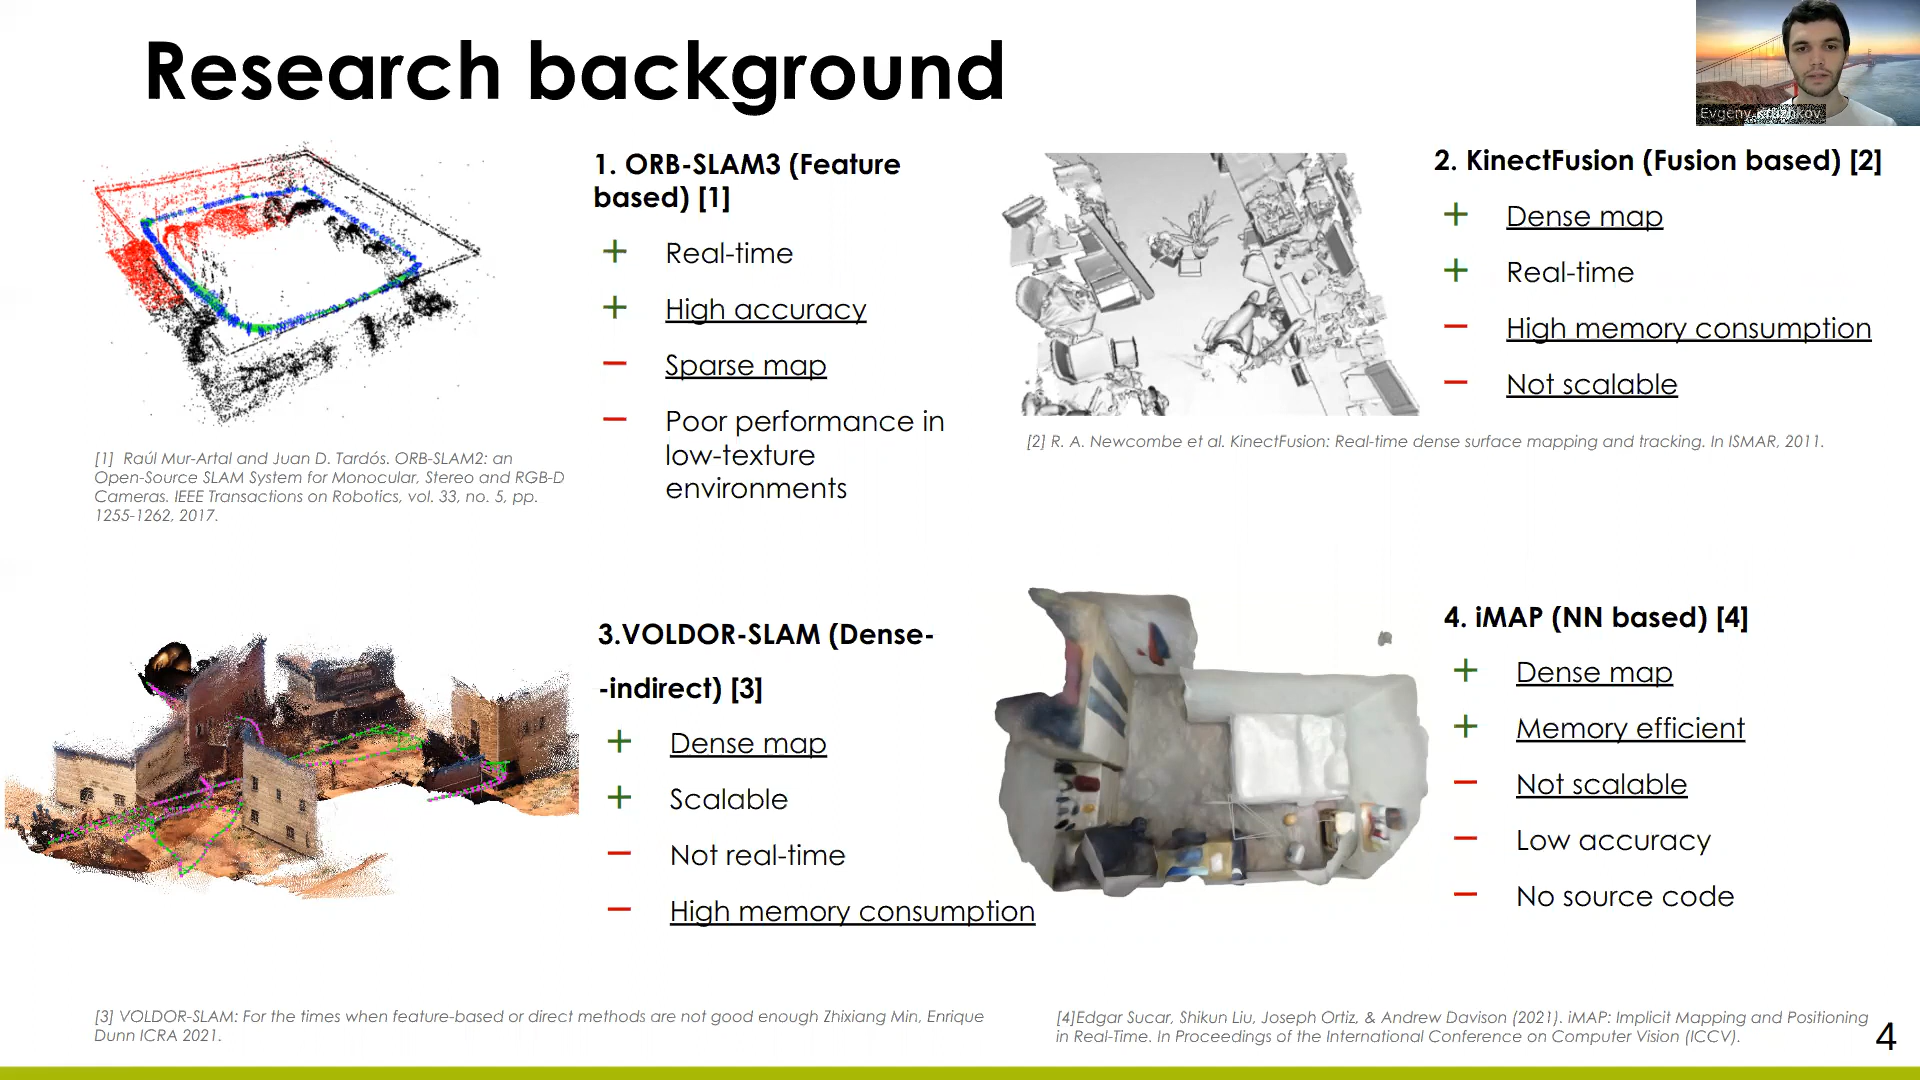 Research background
Evgeny Kruzhkov
1. ORB-SLAM3 (Feature
based) [1]
+ Real-time
+ High accuracy
− Sparse map
− Poor performance in
low-texture
environments
[1] Raúl Mur-Artal and Juan D. Tardós. ORB-SLAM2: an
Open-Source SLAM System for Monocular, Stereo and RGB-D
Cameras. IEEE Transactions on Robotics, vol. 33, no. 5, pp.
1255-1262, 2017.
2. KinectFusion (Fusion based) [2]
+ Dense map
+ Real-time
− High memory consumption
− Not scalable
[2] R. A. Newcombe et al. KinectFusion: Real-time dense surface mapping and tracking. In ISMAR, 2011.
3.VOLDOR-SLAM (Dense-
-indirect) [3]
+ Dense map
+ Scalable
− Not real-time
− High memory consumption
4. iMAP (NN based) [4]
+ Dense map
+ Memory efficient
− Not scalable
− Low accuracy
− No source code
[3] VOLDOR-SLAM: For the times when feature-based or direct methods are not good enough Zhixiang Min, Enrique
Dunn ICRA 2021.
[4]Edgar Sucar, Shikun Liu, Joseph Ortiz, & Andrew Davison (2021). iMAP: Implicit Mapping and Positioning
in Real-Time. In Proceedings of the International Conference on Computer Vision (ICCV).
4